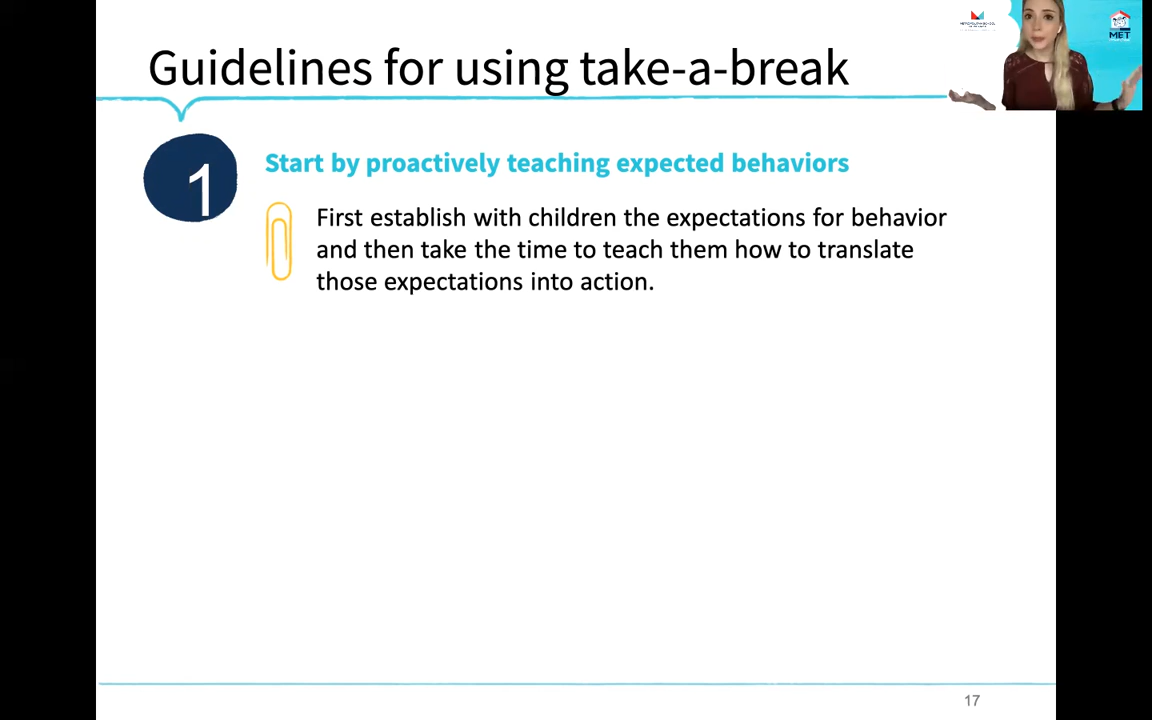 Guidelines for using take-a-break
MET
1
Start by proactively teaching expected behaviors
First establish with children the expectations for behavior
and then take the time to teach them how to translate
those expectations into action.
17